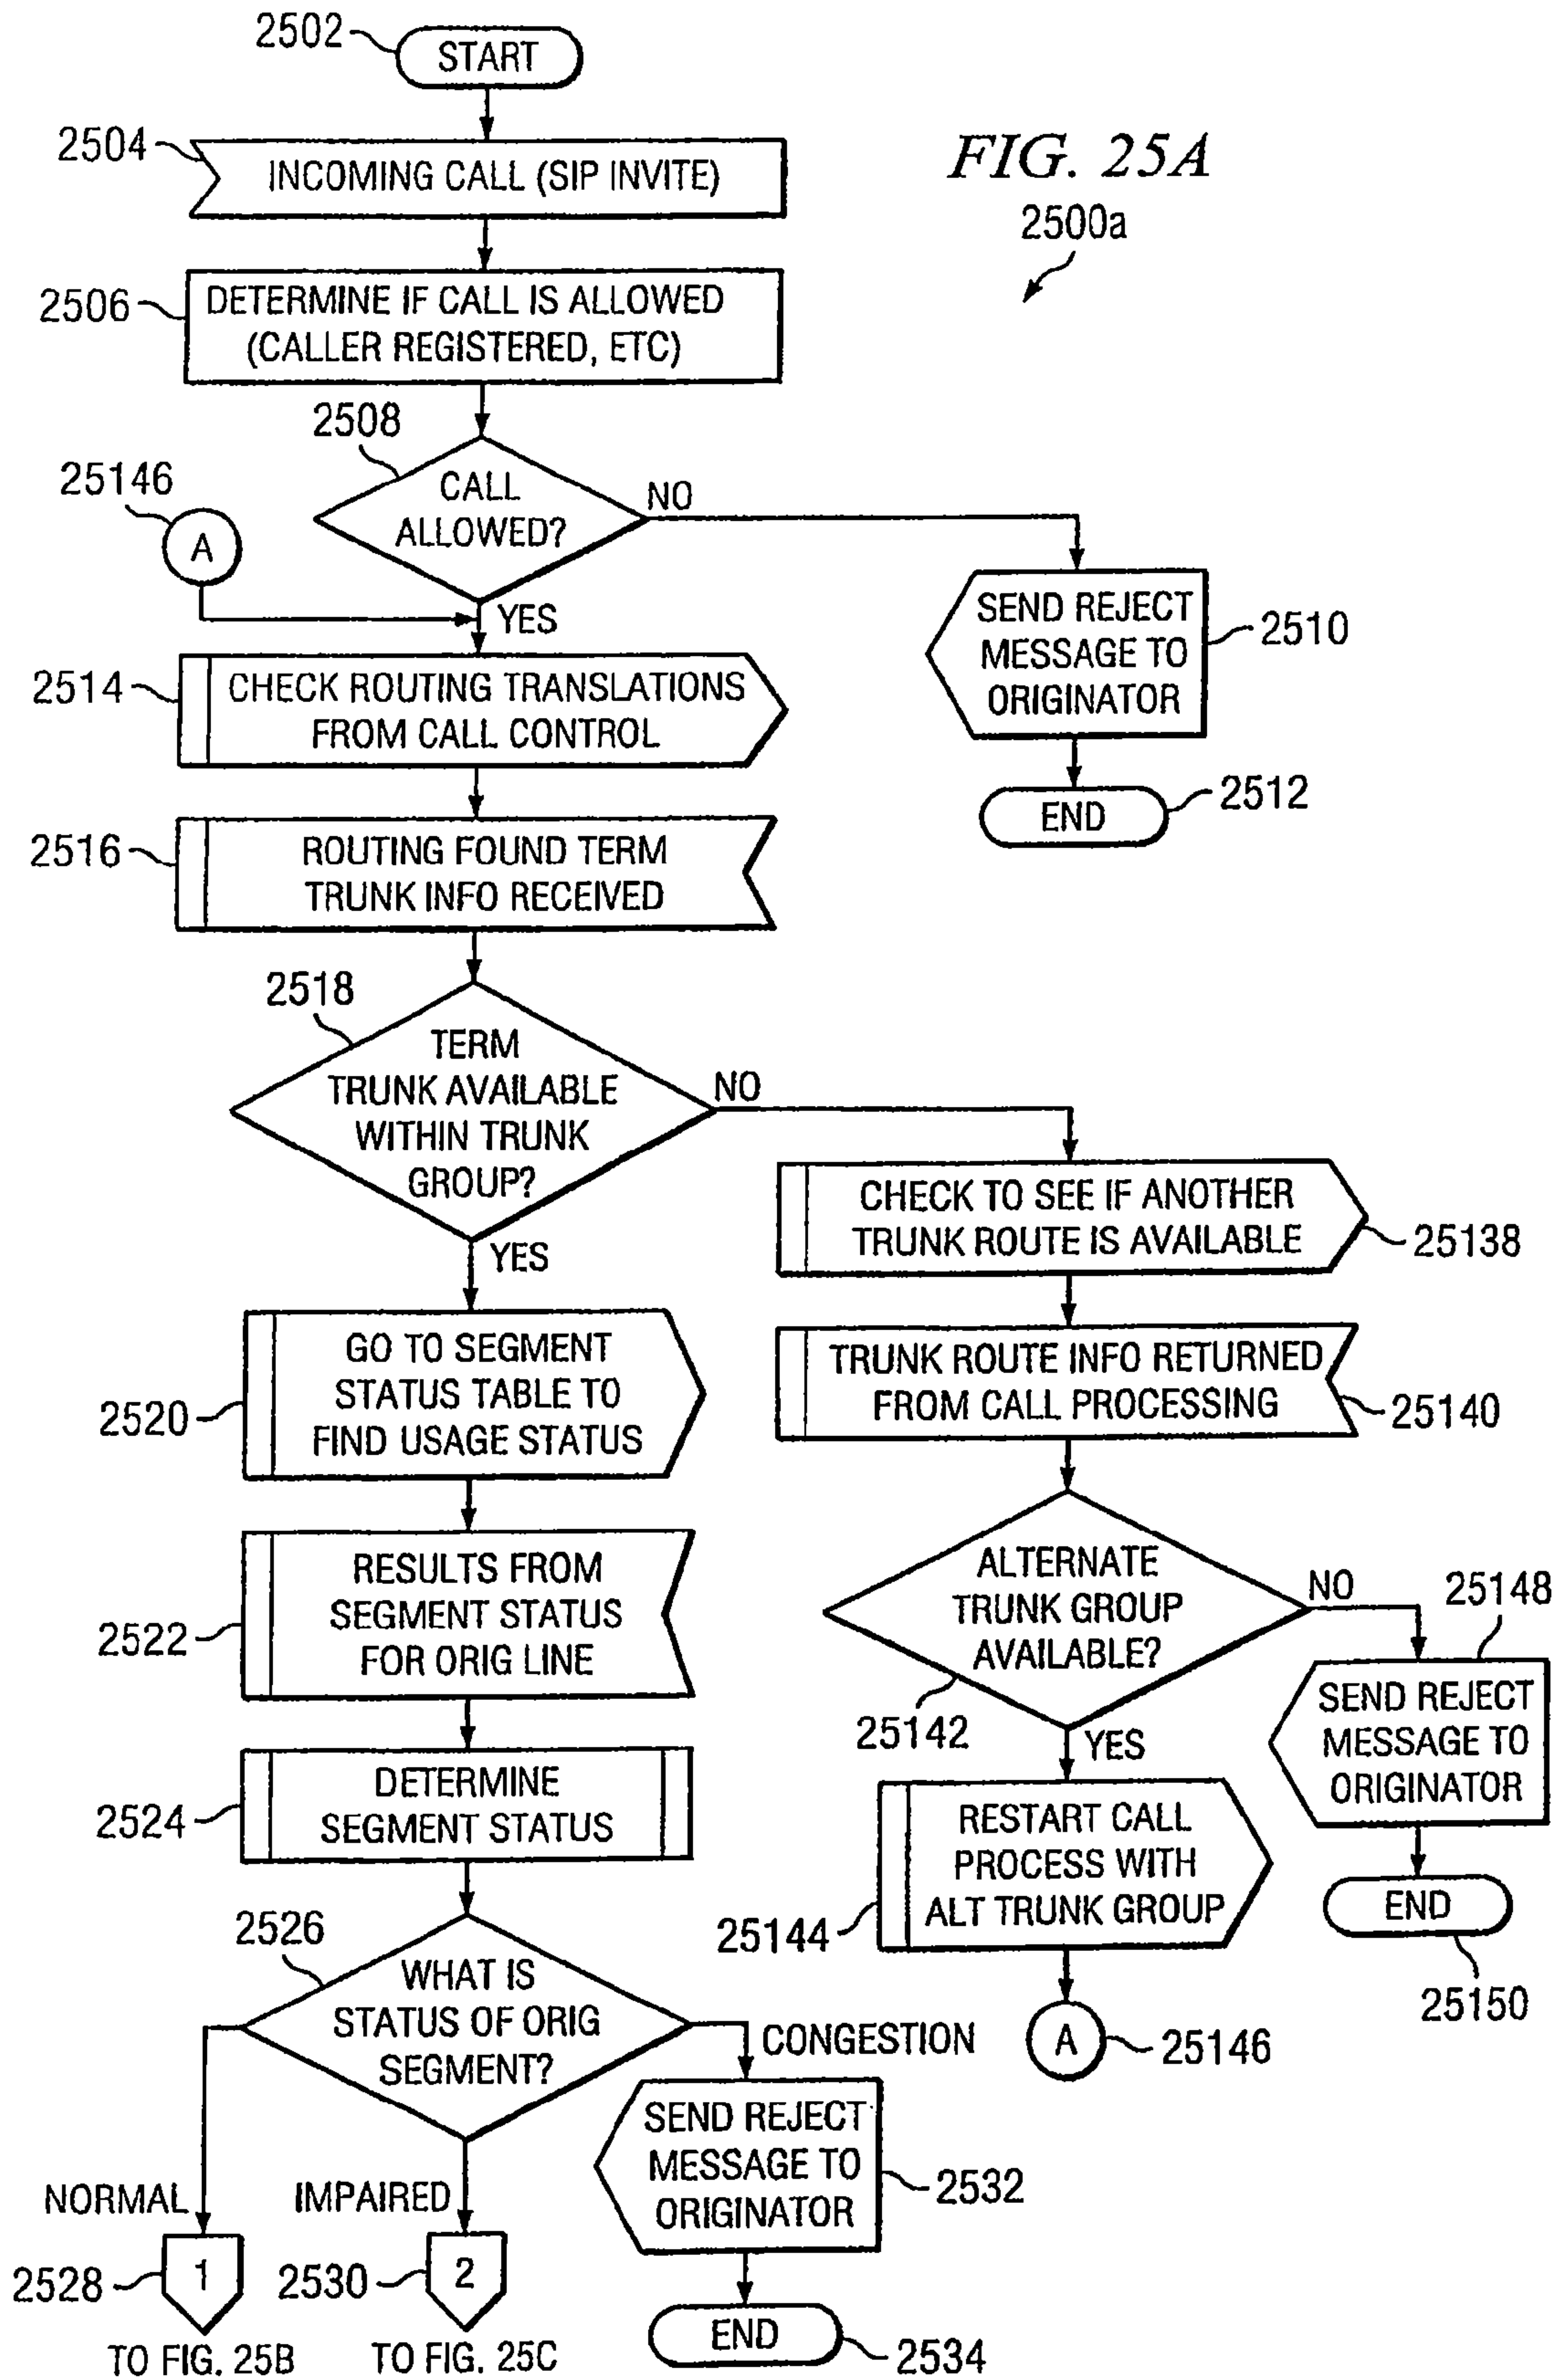 2502
START
FIG. 25A
2500a
2504
INCOMING CALL (SIP INVITE)
2506
DETERMINE IF CALL IS ALLOWED
(CALLER REGISTERED, ETC)
2508
CALL
ALLOWED?
NO
YES
25146
A
SEND REJECT
MESSAGE TO
ORIGINATOR
2510
END
2512
2514
CHECK ROUTING TRANSLATIONS
FROM CALL CONTROL
2516
ROUTING FOUND TERM
TRUNK INFO RECEIVED
2518
TERM
TRUNK AVAILABLE
WITHIN TRUNK
GROUP?
NO
YES
CHECK TO SEE IF ANOTHER
TRUNK ROUTE IS AVAILABLE
25138
TRUNK ROUTE INFO RETURNED
FROM CALL PROCESSING
25140
ALTERNATE
TRUNK GROUP
AVAILABLE?
25142
NO
YES
25148
SEND REJECT
MESSAGE TO
ORIGINATOR
END
25150
RESTART CALL
PROCESS WITH
ALT TRUNK GROUP
25144
A
25146
2520
GO TO SEGMENT
STATUS TABLE TO
FIND USAGE STATUS
2522
RESULTS FROM
SEGMENT STATUS
FOR ORIG LINE
2524
DETERMINE
SEGMENT STATUS
2526
WHAT IS
STATUS OF ORIG
SEGMENT?
CONGESTION
SEND REJECT
MESSAGE TO
ORIGINATOR
2532
END
2534
NORMAL
2528
1
TO FIG. 25B
IMPAIRED
2530
2
TO FIG. 25C